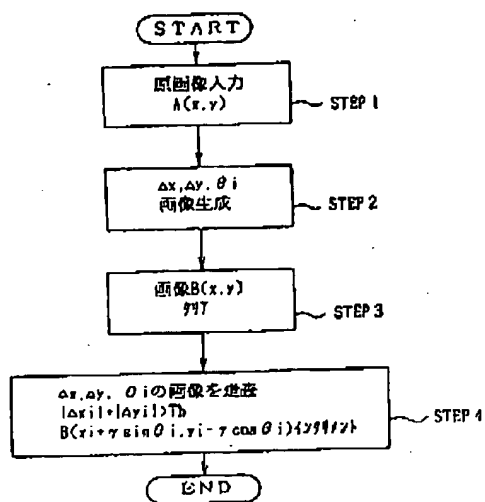 START
原画像入力
A(x,y)
STEP 1
Δx,Δy,θi
画像生成
STEP 2
画像B(x,y)
クリア
STEP 3
Δx,Δy,θiの画像を追査
|Δxi|+|Δyi|>Th
B(xi+γsinθi,yi-γcosθi)インクリメント
STEP 4
END